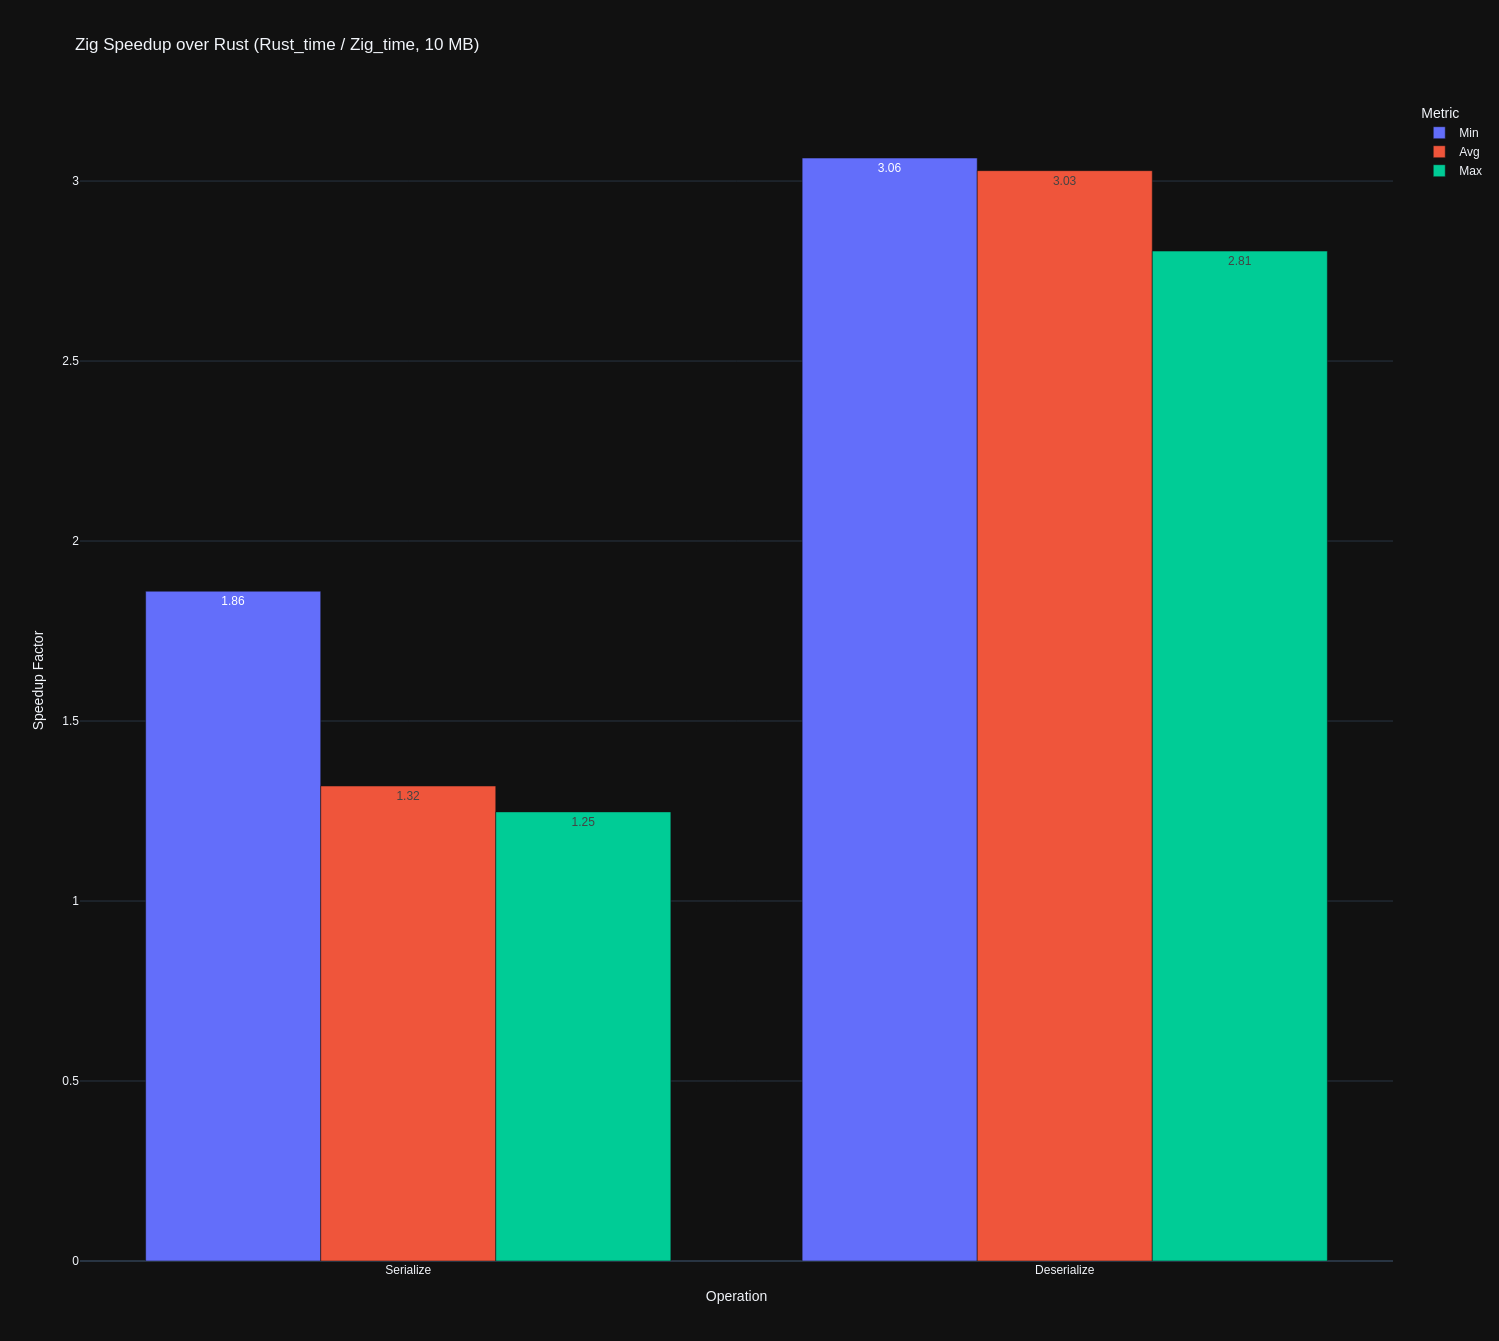 Zig Speedup over Rust (Rust_time / Zig_time, 10 MB)
Metric
Min
Avg
Max
3
2.5
2
1.5
1
0.5
0
Speedup Factor
1.86
1.32
1.25
3.06
3.03
2.81
Serialize
Deserialize
Operation